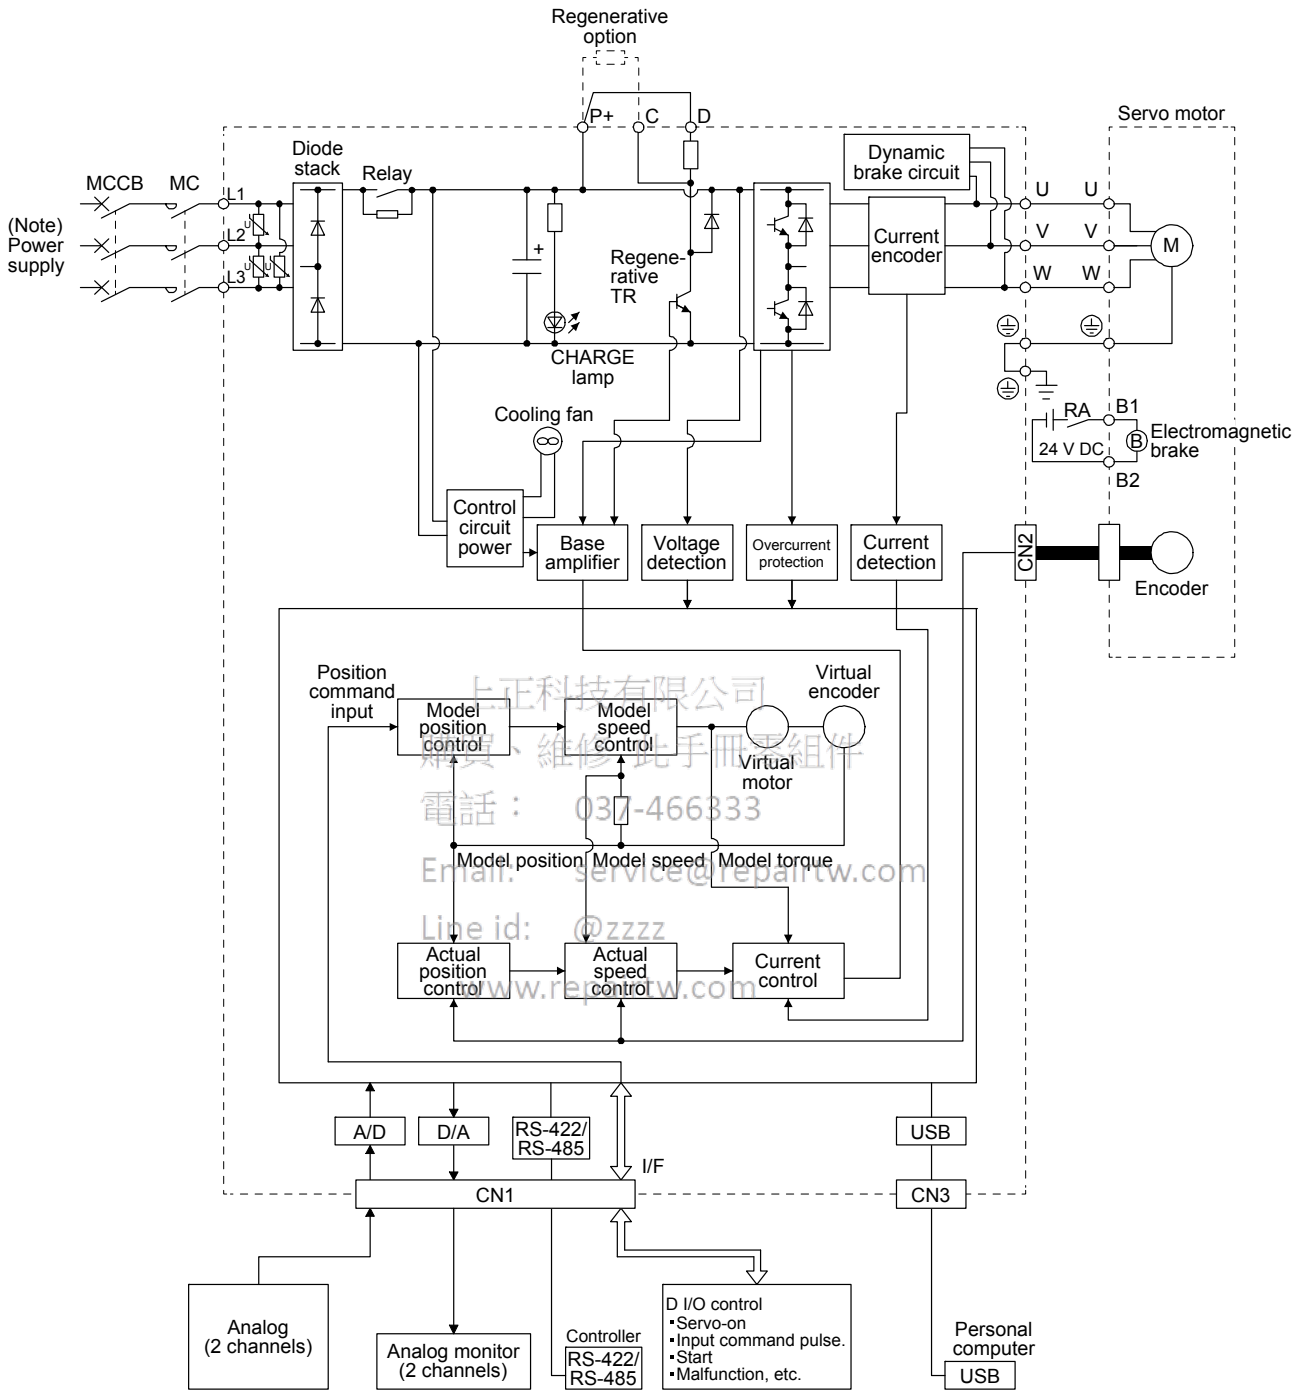 Regenerative
option
P+
C
D
Servo motor
Diode
stack
Relay
Dynamic
brake circuit
MCCB
MC
L1
U
U
(Note)
Power
supply
U
L2
+
Current
encoder
V
V
M
Regene-
rative
TR
U
U
L3
W
W
CHARGE
lamp
Cooling fan
RA
B1
24 V DC
B
Electromagnetic
brake
B2
Control
circuit
power
Base
amplifier
Voltage
detection
Overcurrent
protection
Current
detection
CN2
Encoder
Position
command
input
Virtual
encoder
上正科技有限公司
Model
position
control
Model
speed
control
購買、維修 此手冊零組件
Virtual
motor
電話： 037-466333
Model position
Model speed
Model torque
Email: service@repairtw.com
Line id: @zzzz
Actual
position
control
Actual
speed
control
Current
control
www.repairtw.com
A/D
D/A
RS-422/
RS-485
USB
I/F
CN1
CN3
Analog
(2 channels)
Analog monitor
(2 channels)
Controller
RS-422/
RS-485
D I/O control
▪Servo-on
▪Input command pulse.
▪Start
▪Malfunction, etc.
Personal
computer
USB